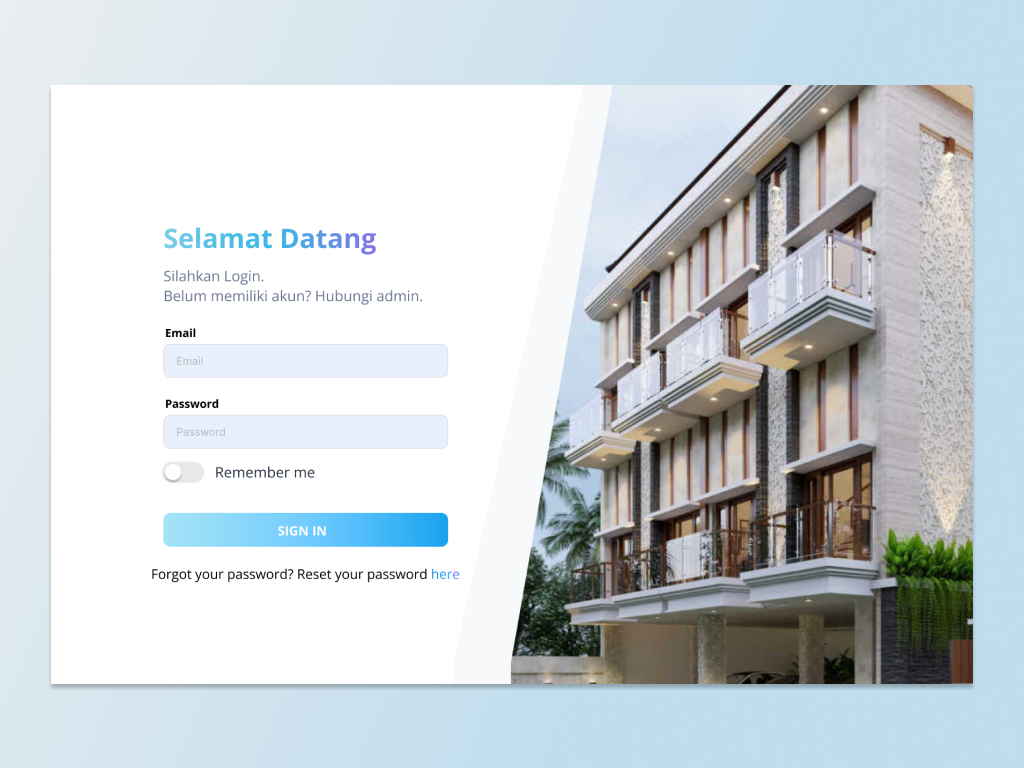 Selamat Datang
Silahkan Login.
Belum memiliki akun? Hubungi admin.
Email
Email
Password
Password
Remember me
SIGN IN
Forgot your password? Reset your password here